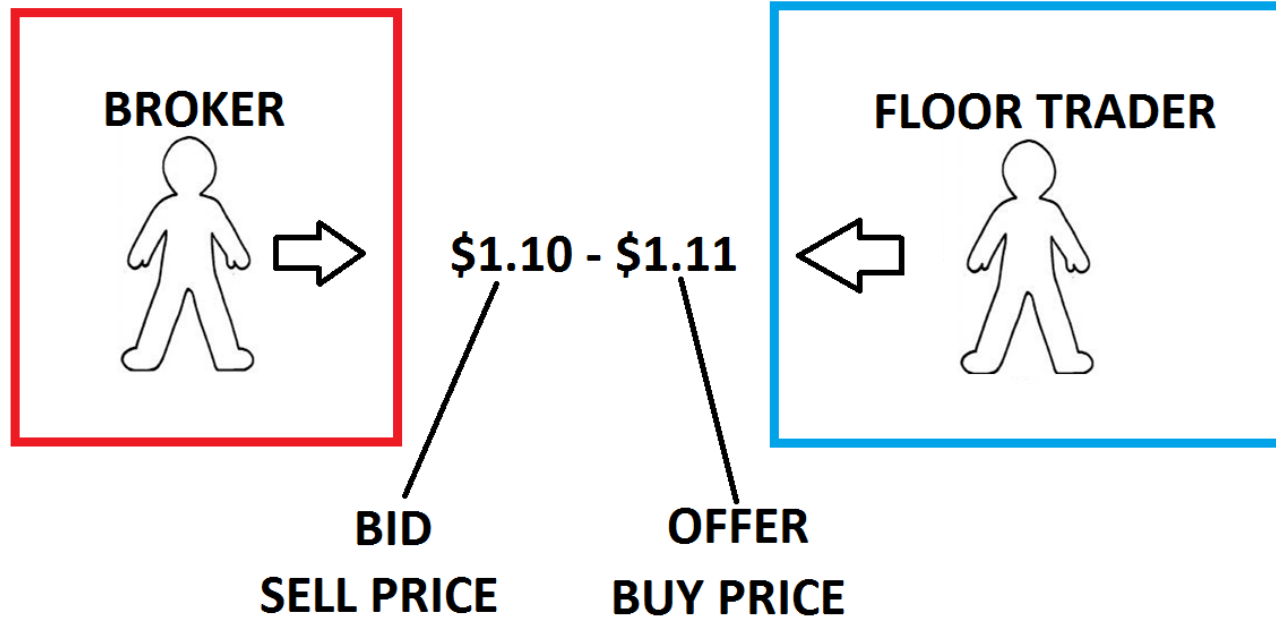 BROKER
FLOOR TRADER
$1.10 - $1.11
BID
SELL PRICE
OFFER
BUY PRICE